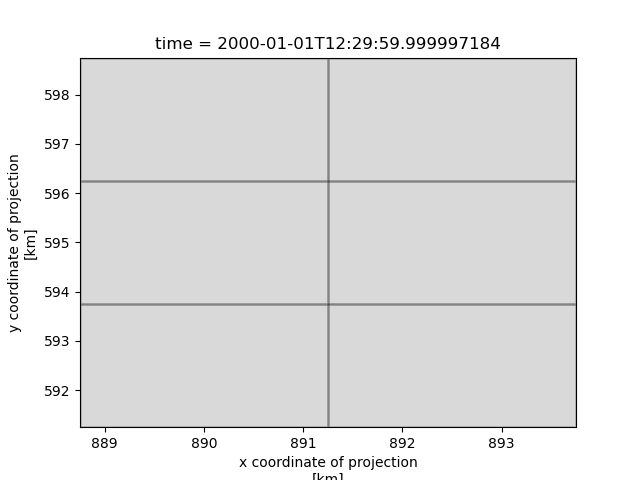 time = 2000-01-01T12:29:59.999997184
598
597
596
595
594
593
592
y coordinate of projection
[km]
889
890
891
892
893
x coordinate of projection
[km]